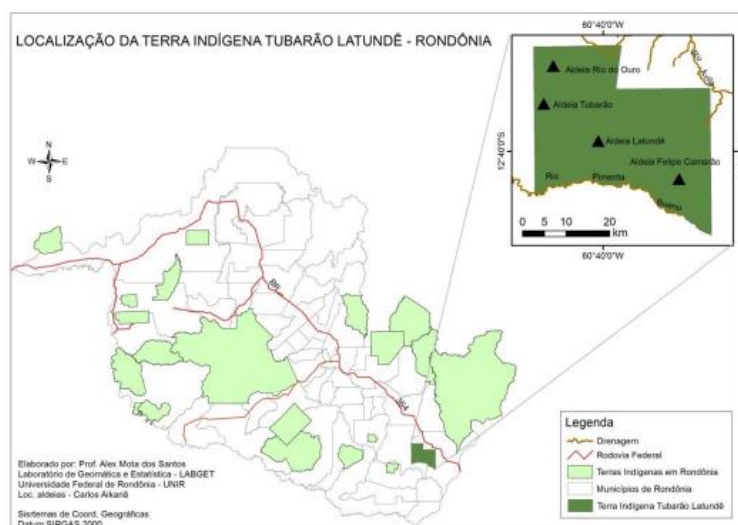 LOCALIZAÇÃO DA TERRA INDÍGENA TUBARÃO LATUNDÊ - RONDÔNIA
60°40'0"W
Rio Ávila
Aldeia Rio do Ouro
Aldeia Tubarão
Aldeia Latundê
12°40'S
Aldeia Felipe Camarão
Rio Pimenta Bueno
0 5 10 20
km
60°40'0"W
N
W E
S
BR
364
Legenda
Drenagem
Rodovia Federal
Terras Indígenas em Rondônia
Municípios de Rondônia
Terra Indígena Tubarão Latundê
Elaborado por: Prof. Alex Mota dos Santos
Laboratório de Geomática e Estatística - LABGET
Universidade Federal de Rondônia - UNIR
Loc. aldeias - Carlos Aikanã
Sistemas de Coord. Geográficas
Datum SIRGAS 2000